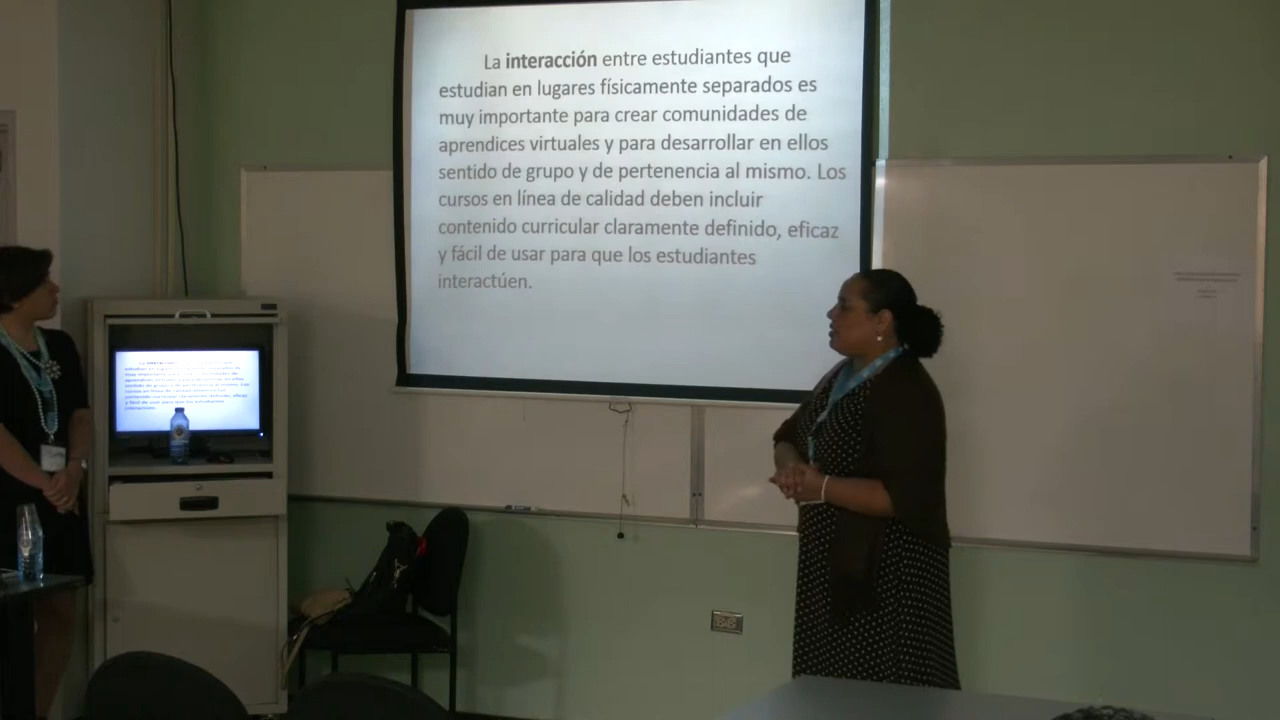 La interacción entre estudiantes que
estudian en lugares físicamente separados es
muy importante para crear comunidades de
aprendices virtuales y para desarrollar en ellos
sentido de grupo y de pertenencia al mismo. Los
cursos en línea de calidad deben incluir
contenido curricular claramente definido, eficaz
y fácil de usar para que los estudiantes
interactúen.